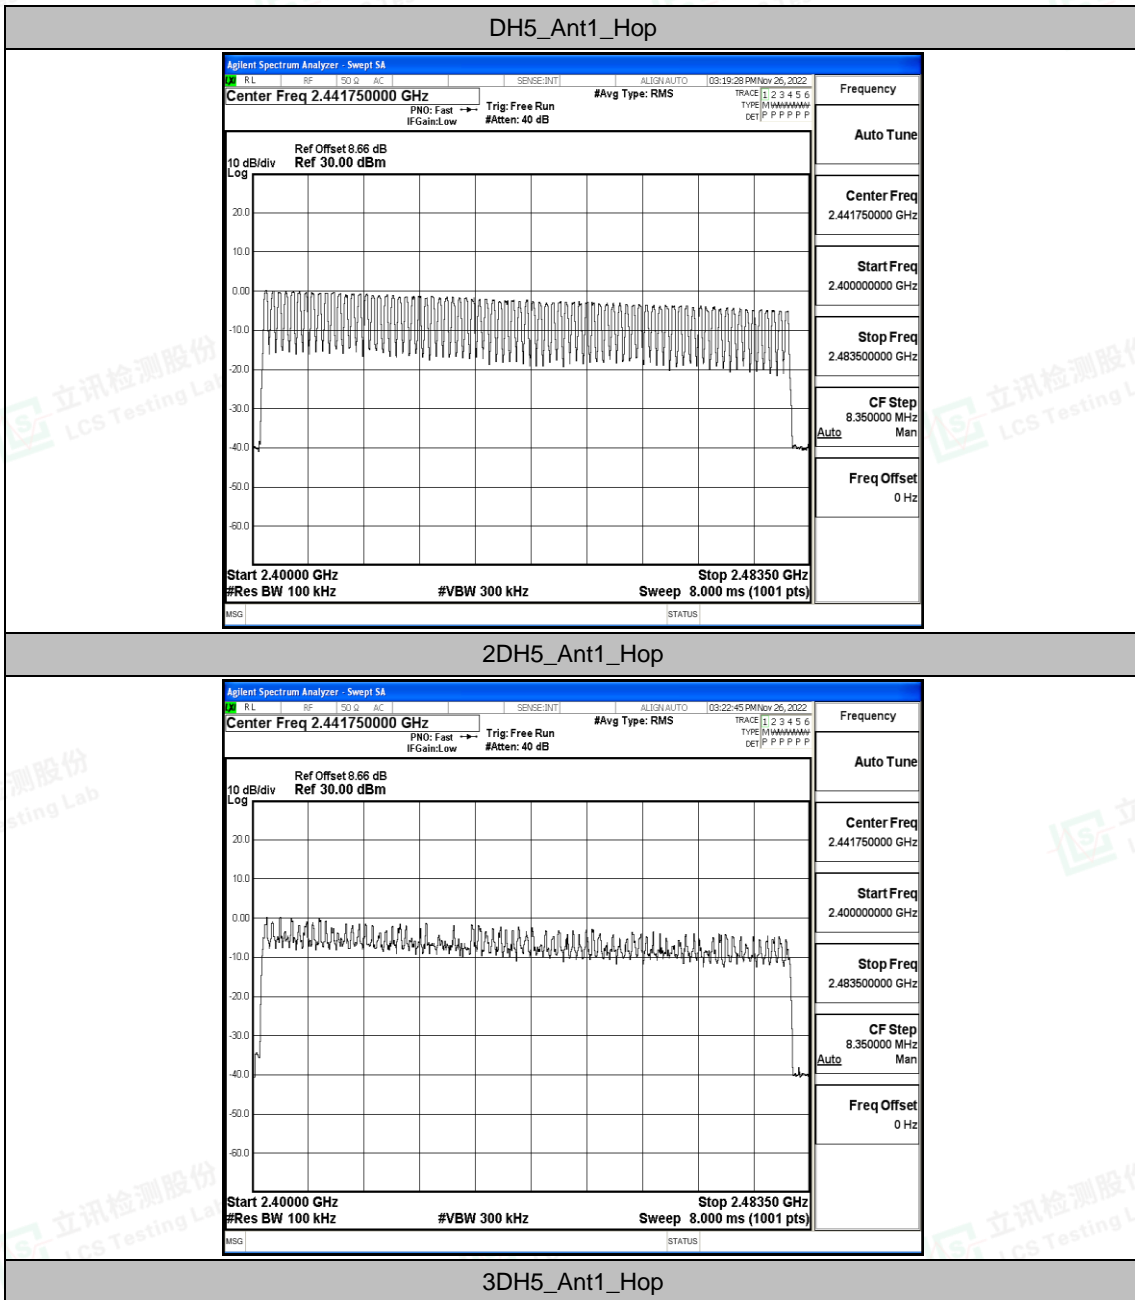 DH5_Ant1_Hop
Agilent Spectrum Analyzer - Swept SA
RL RF 50 Ω AC SENSE:INT ALIGN AUTO 03:19:28 PM Nov 26, 2022
Center Freq 2.441750000 GHz
#Avg Type: RMS
TRACE 1 2 3 4 5 6
PNO: Fast
Trig: Free Run
TYPE M WWWWW
IFGain:Low
#Atten: 40 dB
DET P P P P P P
Ref Offset 8.66 dB
10 dB/div Ref 30.00 dBm
Log
20.0
10.0
0.00
-10.0
-20.0
-30.0
-40.0
-50.0
-60.0
Start 2.40000 GHz
Stop 2.48350 GHz
#Res BW 100 kHz
#VBW 300 kHz
Sweep 8.000 ms (1001 pts)
MSG
STATUS
Frequency
Auto Tune
Center Freq
2.441750000 GHz
Start Freq
2.400000000 GHz
Stop Freq
2.483500000 GHz
CF Step
8.350000 MHz
Auto Man
Freq Offset
0 Hz
2DH5_Ant1_Hop
Agilent Spectrum Analyzer - Swept SA
RL RF 50 Ω AC SENSE:INT ALIGN AUTO 03:22:45 PM Nov 26, 2022
Center Freq 2.441750000 GHz
#Avg Type: RMS
TRACE 1 2 3 4 5 6
PNO: Fast
Trig: Free Run
TYPE M WWWWW
IFGain:Low
#Atten: 40 dB
DET P P P P P P
Ref Offset 8.66 dB
10 dB/div Ref 30.00 dBm
Log
20.0
10.0
0.00
-10.0
-20.0
-30.0
-40.0
-50.0
-60.0
Start 2.40000 GHz
Stop 2.48350 GHz
#Res BW 100 kHz
#VBW 300 kHz
Sweep 8.000 ms (1001 pts)
MSG
STATUS
Frequency
Auto Tune
Center Freq
2.441750000 GHz
Start Freq
2.400000000 GHz
Stop Freq
2.483500000 GHz
CF Step
8.350000 MHz
Auto Man
Freq Offset
0 Hz
3DH5_Ant1_Hop
立讯检测股份
LCS Testing Lab